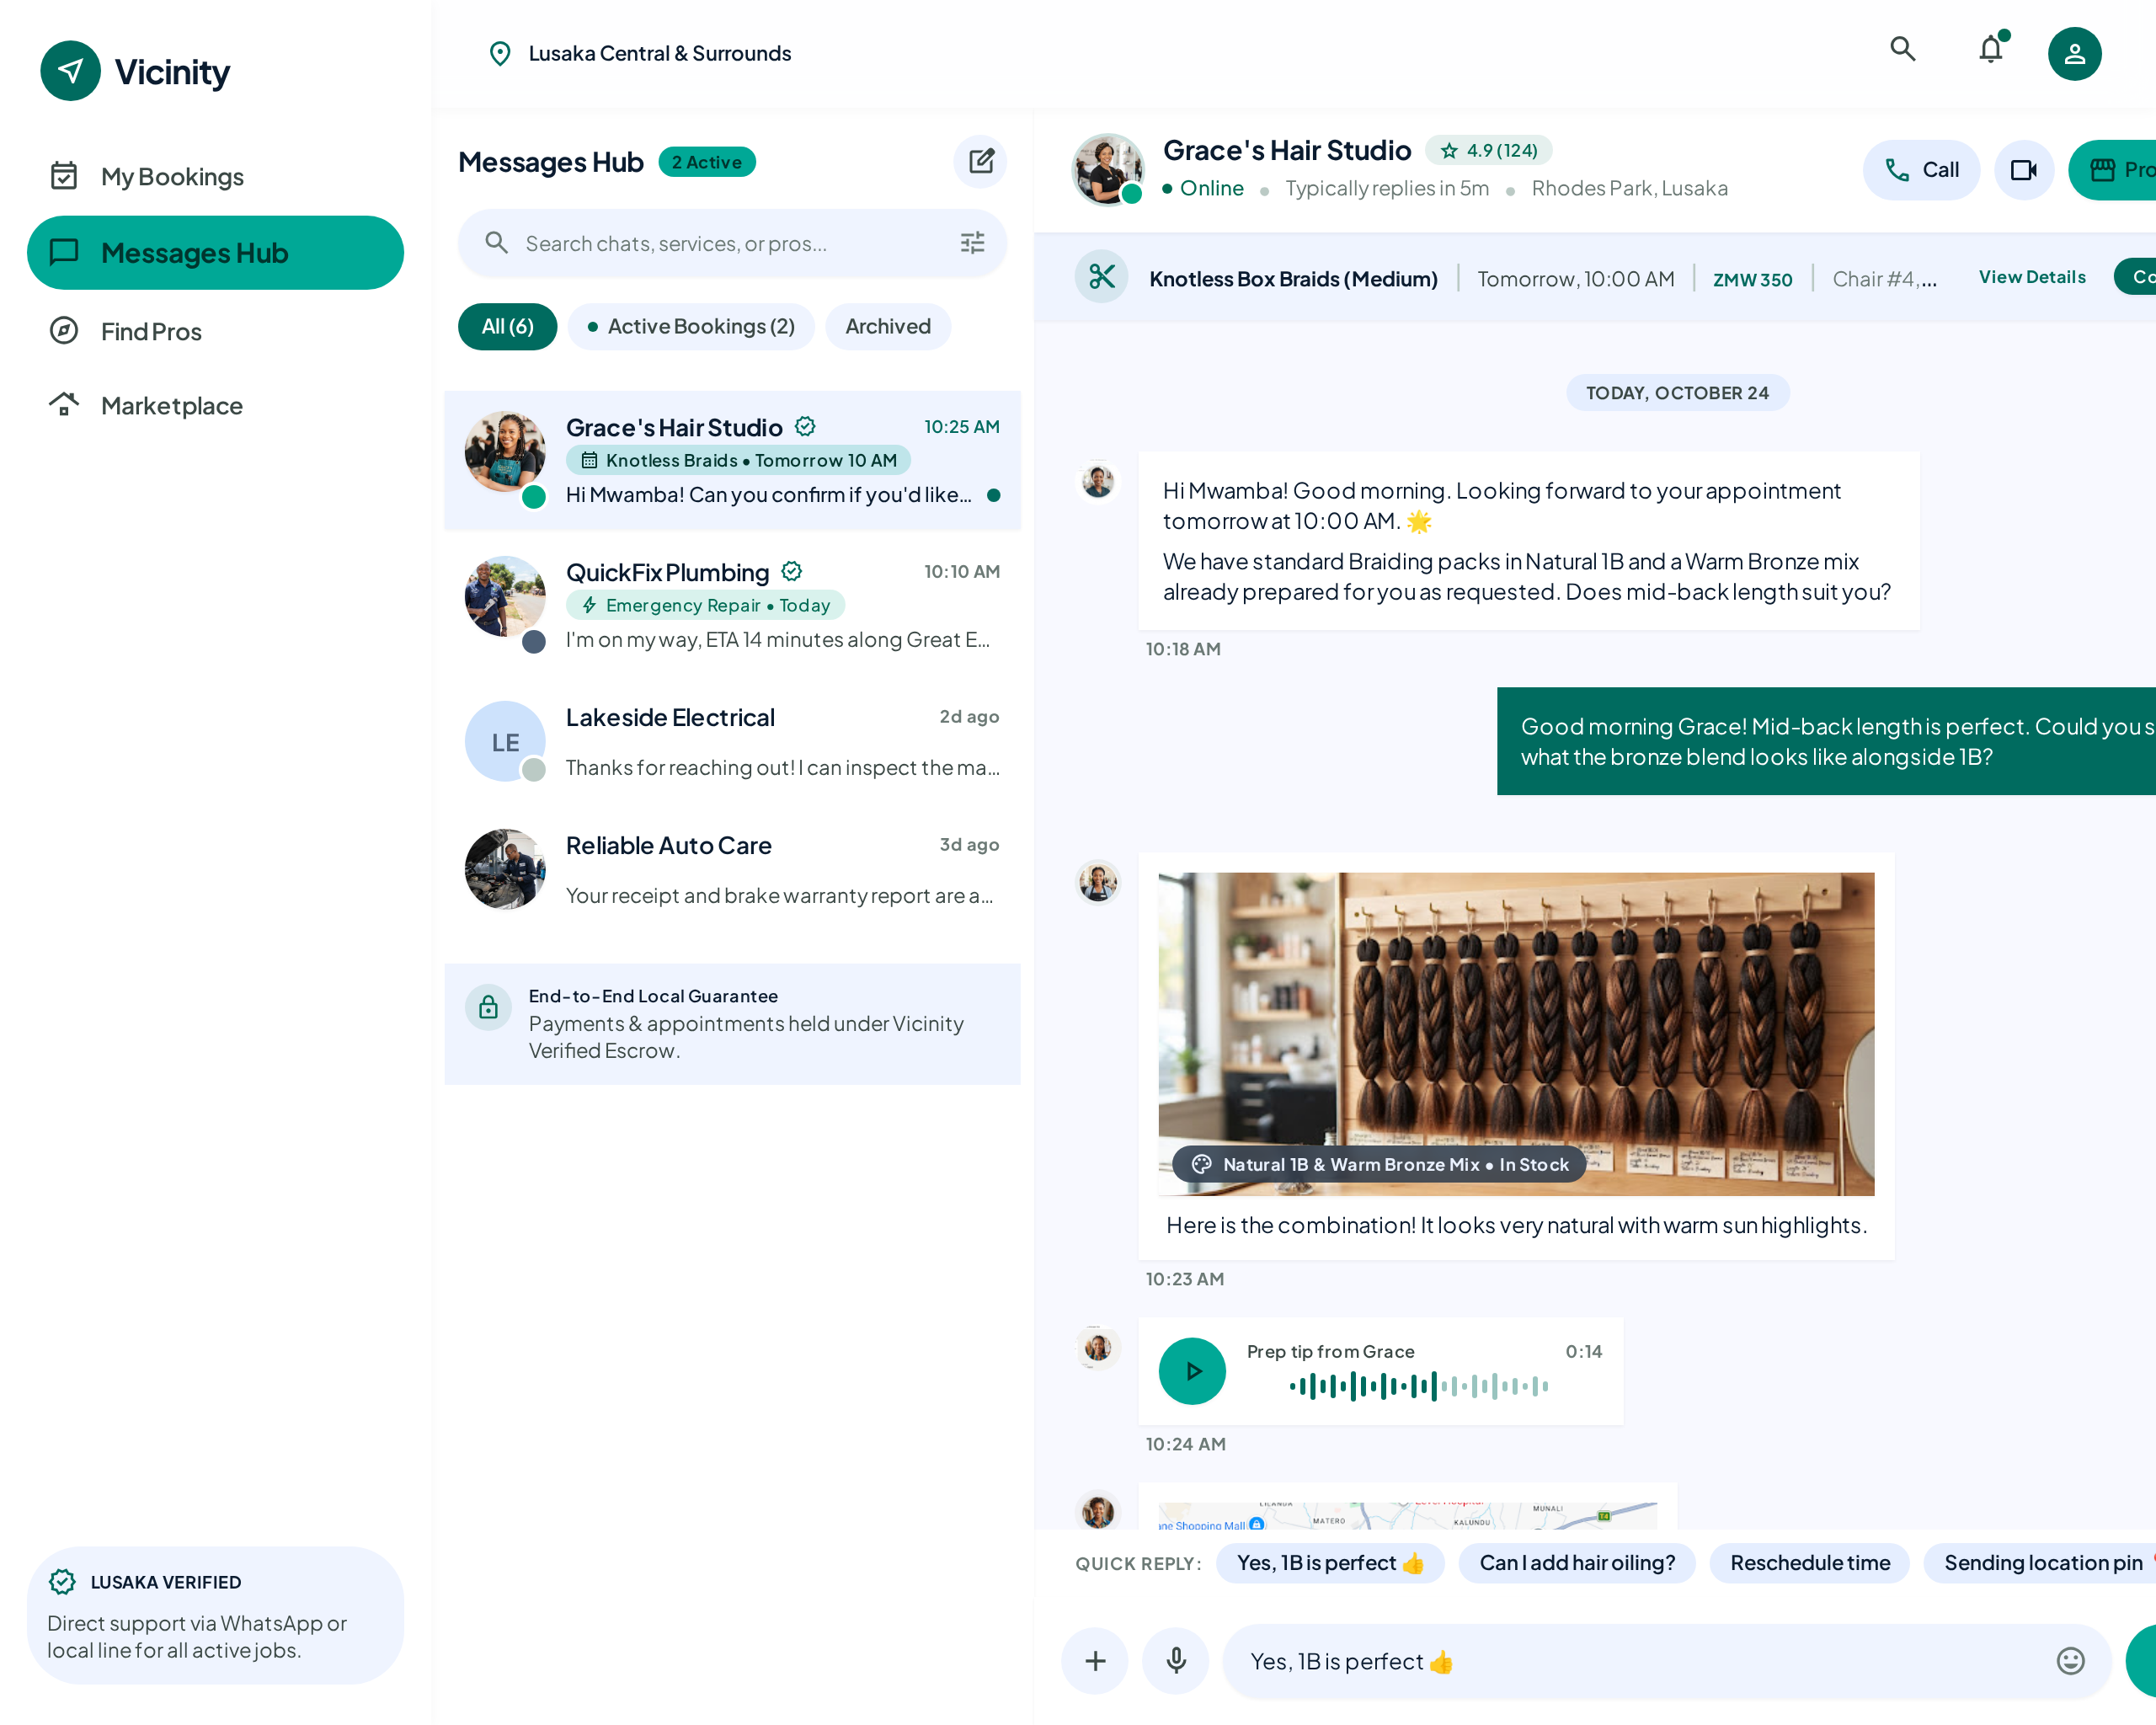 Vicinity
My Bookings
Messages Hub
Find Pros
Marketplace
LUSAKA VERIFIED
Direct support via WhatsApp or
local line for all active jobs.
Lusaka Central & Surrounds
Messages Hub
2 Active
Search chats, services, or pros...
All (6)
Active Bookings (2)
Archived
Grace's Hair Studio
10:25 AM
Knotless Braids • Tomorrow 10 AM
Hi Mwamba! Can you confirm if you'd like...
QuickFix Plumbing
10:10 AM
Emergency Repair • Today
I'm on my way, ETA 14 minutes along Great E...
LE
Lakeside Electrical
2d ago
Thanks for reaching out! I can inspect the ma...
Reliable Auto Care
3d ago
Your receipt and brake warranty report are a...
End-to-End Local Guarantee
Payments & appointments held under Vicinity
Verified Escrow.
Grace's Hair Studio
4.9 (124)
Online
Typically replies in 5m
Rhodes Park, Lusaka
Call
Pro
Knotless Box Braids (Medium)
Tomorrow, 10:00 AM
ZMW 350
Chair #4,...
View Details
Co
TODAY, OCTOBER 24
Hi Mwamba! Good morning. Looking forward to your appointment
tomorrow at 10:00 AM. 🌟
We have standard Braiding packs in Natural 1B and a Warm Bronze mix
already prepared for you as requested. Does mid-back length suit you?
10:18 AM
Good morning Grace! Mid-back length is perfect. Could you s
what the bronze blend looks like alongside 1B?
Natural 1B & Warm Bronze Mix • In Stock
Here is the combination! It looks very natural with warm sun highlights.
10:23 AM
Prep tip from Grace
0:14
10:24 AM
MATERO
MUNALI
KALUNDU
T4
Shopping Mall
QUICK REPLY:
Yes, 1B is perfect 👍
Can I add hair oiling?
Reschedule time
Sending location pin
Yes, 1B is perfect 👍